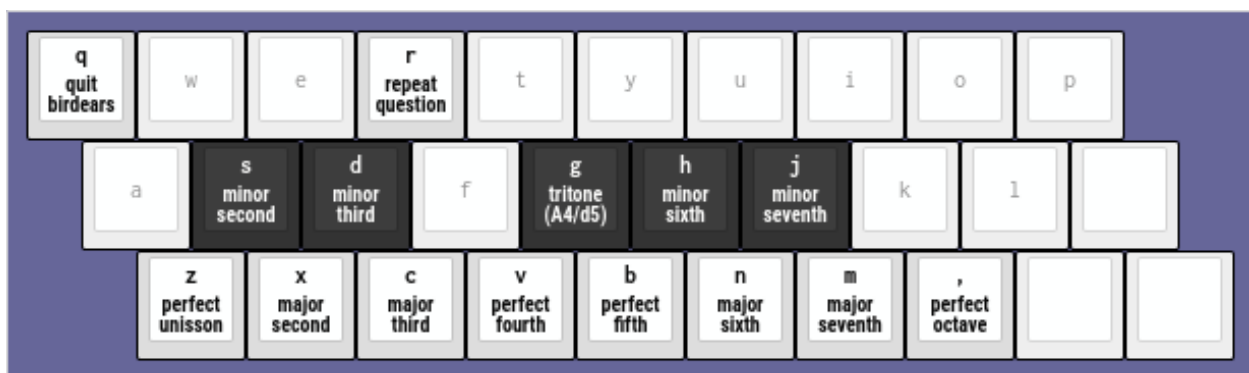 q w e r t y u i o p
quit repeat
birdears question
a s d f g h j k l
minor minor tritone minor minor
second third (A4/d5) sixth seventh
z x c v b n m ,
perfect major major perfect perfect major major perfect
unisson second third fourth fifth sixth seventh octave